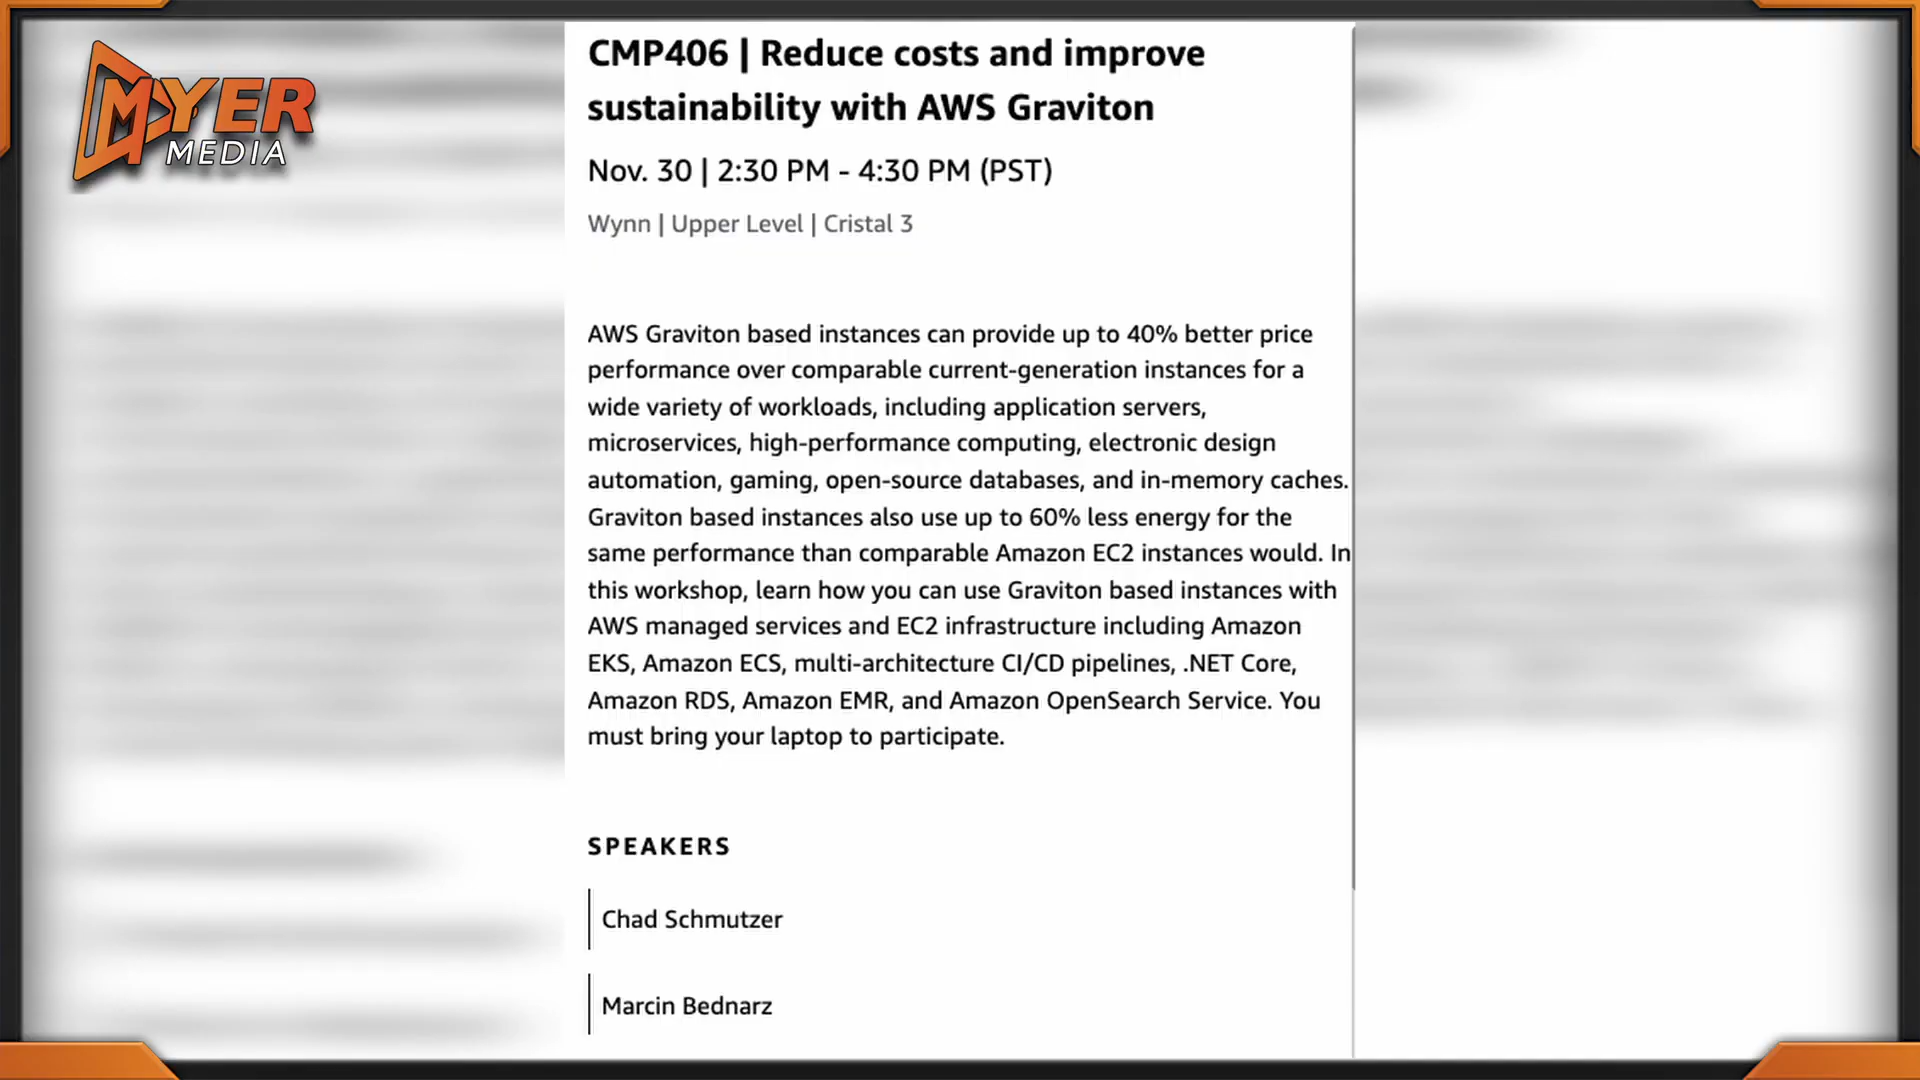 MYER
MEDIA
CMP406 | Reduce costs and improve
sustainability with AWS Graviton
Nov. 30 | 2:30 PM - 4:30 PM (PST)
Wynn | Upper Level | Cristal 3
AWS Graviton based instances can provide up to 40% better price
performance over comparable current-generation instances for a
wide variety of workloads, including application servers,
microservices, high-performance computing, electronic design
automation, gaming, open-source databases, and in-memory caches.
Graviton based instances also use up to 60% less energy for the
same performance than comparable Amazon EC2 instances would. In
this workshop, learn how you can use Graviton based instances with
AWS managed services and EC2 infrastructure including Amazon
EKS, Amazon ECS, multi-architecture CI/CD pipelines, .NET Core,
Amazon RDS, Amazon EMR, and Amazon OpenSearch Service. You
must bring your laptop to participate.
SPEAKERS
Chad Schmutzer
Marcin Bednarz